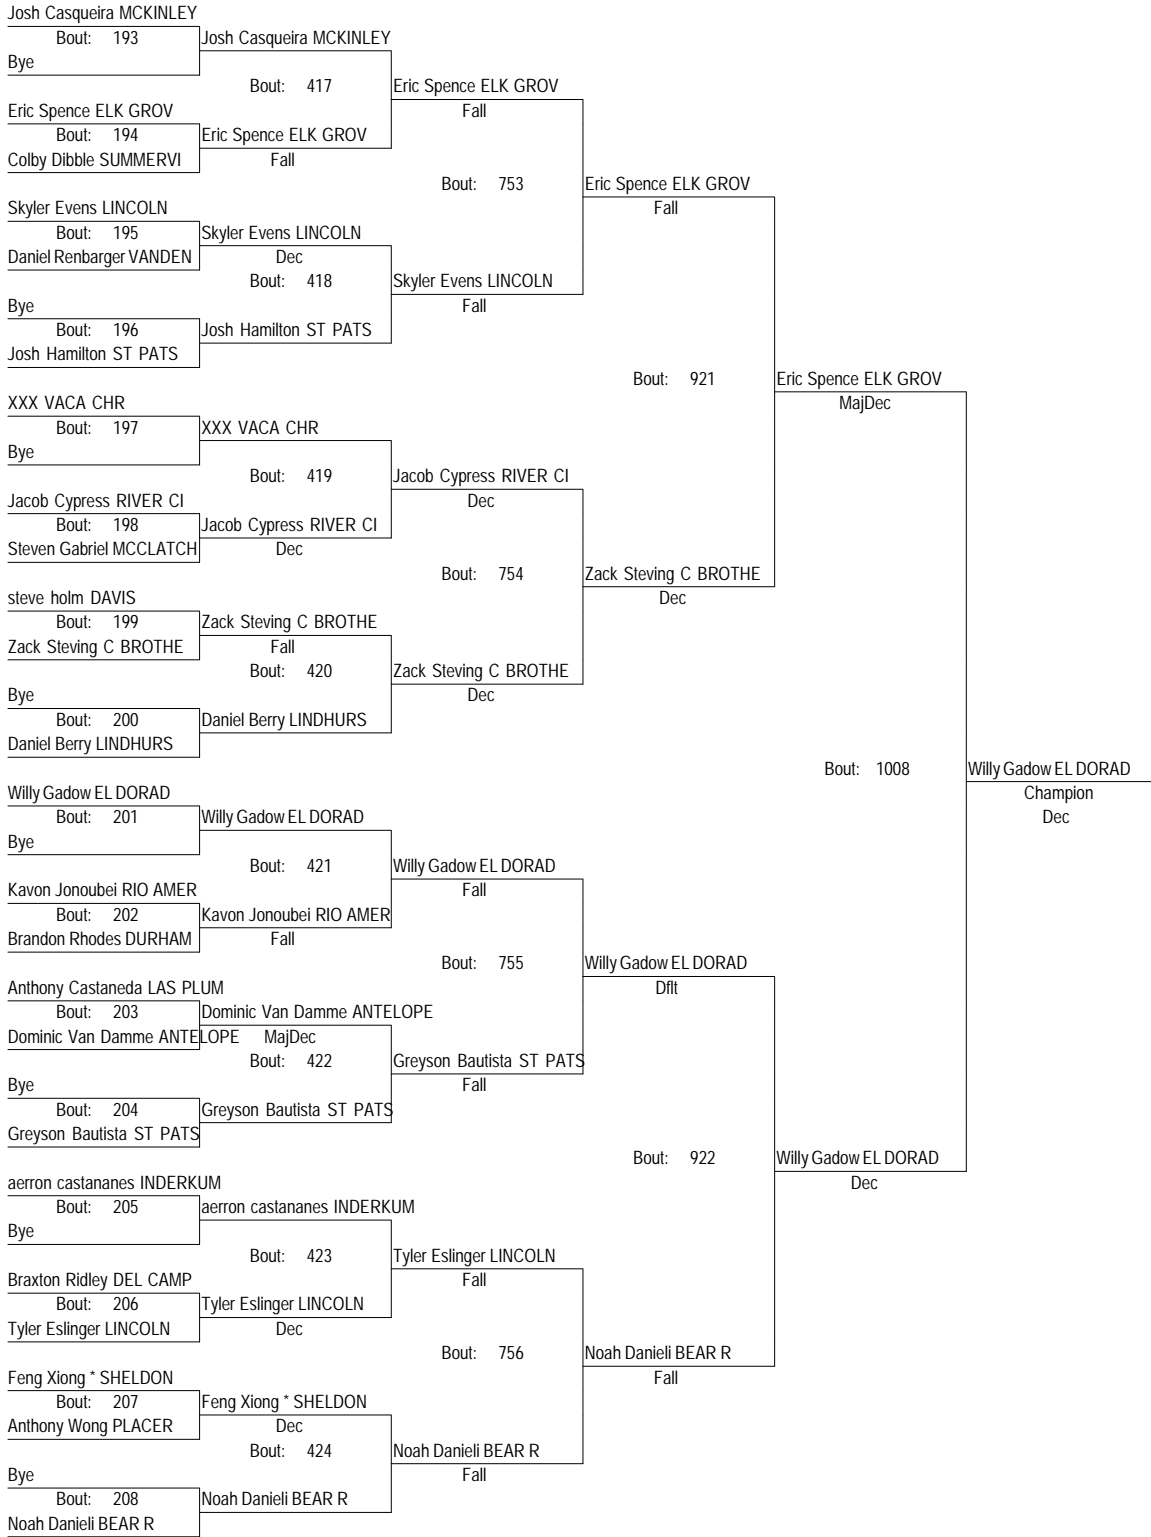 Josh Casqueira MCKINLEY
Bout: 193 Josh Casqueira MCKINLEY
Bye
Bout: 417 Eric Spence ELK GROV
Eric Spence ELK GROV Fall
Bout: 194 Eric Spence ELK GROV
Colby Dibble SUMMERVI Fall
Bout: 753 Eric Spence ELK GROV
Skyler Evens LINCOLN Fall
Bout: 195 Skyler Evens LINCOLN
Daniel Renbarger VANDEN Dec
Bout: 418 Skyler Evens LINCOLN
Bye Fall
Bout: 196 Josh Hamilton ST PATS
Josh Hamilton ST PATS
Bout: 921 Eric Spence ELK GROV
XXX VACA CHR MajDec
Bout: 197 XXX VACA CHR
Bye
Bout: 419 Jacob Cypress RIVER CI
Jacob Cypress RIVER CI Dec
Bout: 198 Jacob Cypress RIVER CI
Steven Gabriel MCCLATCH Dec
Bout: 754 Zack Steving C BROTHE
steve holm DAVIS Dec
Bout: 199 Zack Steving C BROTHE
Zack Steving C BROTHE Fall
Bout: 420 Zack Steving C BROTHE
Bye Dec
Bout: 200 Daniel Berry LINDHURS
Daniel Berry LINDHURS
Bout: 1008 Willy Gadow EL DORAD
Willy Gadow EL DORAD Champion
Bout: 201 Willy Gadow EL DORAD Dec
Bye
Bout: 421 Willy Gadow EL DORAD
Kavon Jonoubei RIO AMER Fall
Bout: 202 Kavon Jonoubei RIO AMER
Brandon Rhodes DURHAM Fall
Bout: 755 Willy Gadow EL DORAD
Anthony Castaneda LAS PLUM Dflt
Bout: 203 Dominic Van Damme ANTELOPE
Dominic Van Damme ANTELOPE MajDec
Bout: 422 Greyson Bautista ST PATS
Bye Fall
Bout: 204 Greyson Bautista ST PATS
Greyson Bautista ST PATS
Bout: 922 Willy Gadow EL DORAD
aerron castananes INDERKUM Dec
Bout: 205 aerron castananes INDERKUM
Bye
Bout: 423 Tyler Eslinger LINCOLN
Braxton Ridley DEL CAMP Fall
Bout: 206 Tyler Eslinger LINCOLN
Tyler Eslinger LINCOLN Dec
Bout: 756 Noah Danieli BEAR R
Feng Xiong * SHELDON Fall
Bout: 207 Feng Xiong * SHELDON
Anthony Wong PLACER Dec
Bout: 424 Noah Danieli BEAR R
Bye Fall
Bout: 208 Noah Danieli BEAR R
Noah Danieli BEAR R